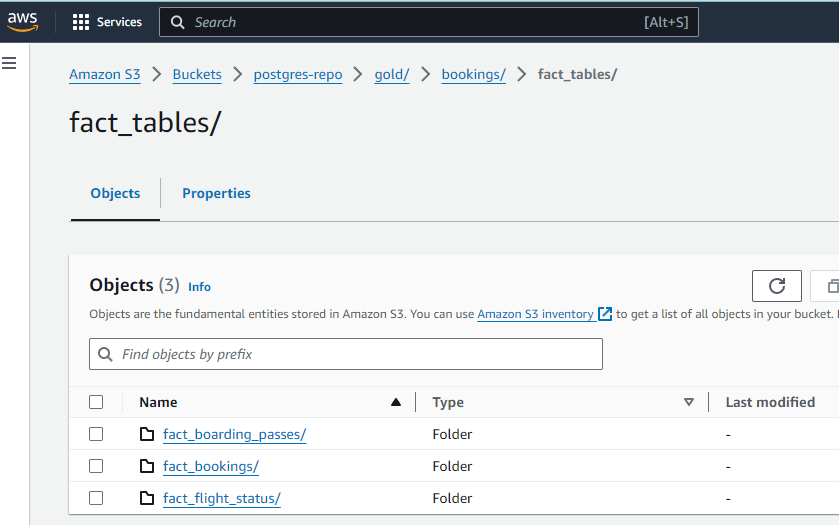 aws Services Search [Alt+S]
Amazon S3 > Buckets > postgres-repo > gold/ > bookings/ > fact_tables/
fact_tables/
Objects Properties
Objects (3) Info
Objects are the fundamental entities stored in Amazon S3. You can use Amazon S3 inventory to get a list of all objects in your bucket.
Find objects by prefix
Name Type Last modified
fact_boarding_passes/ Folder -
fact_bookings/ Folder -
fact_flight_status/ Folder -